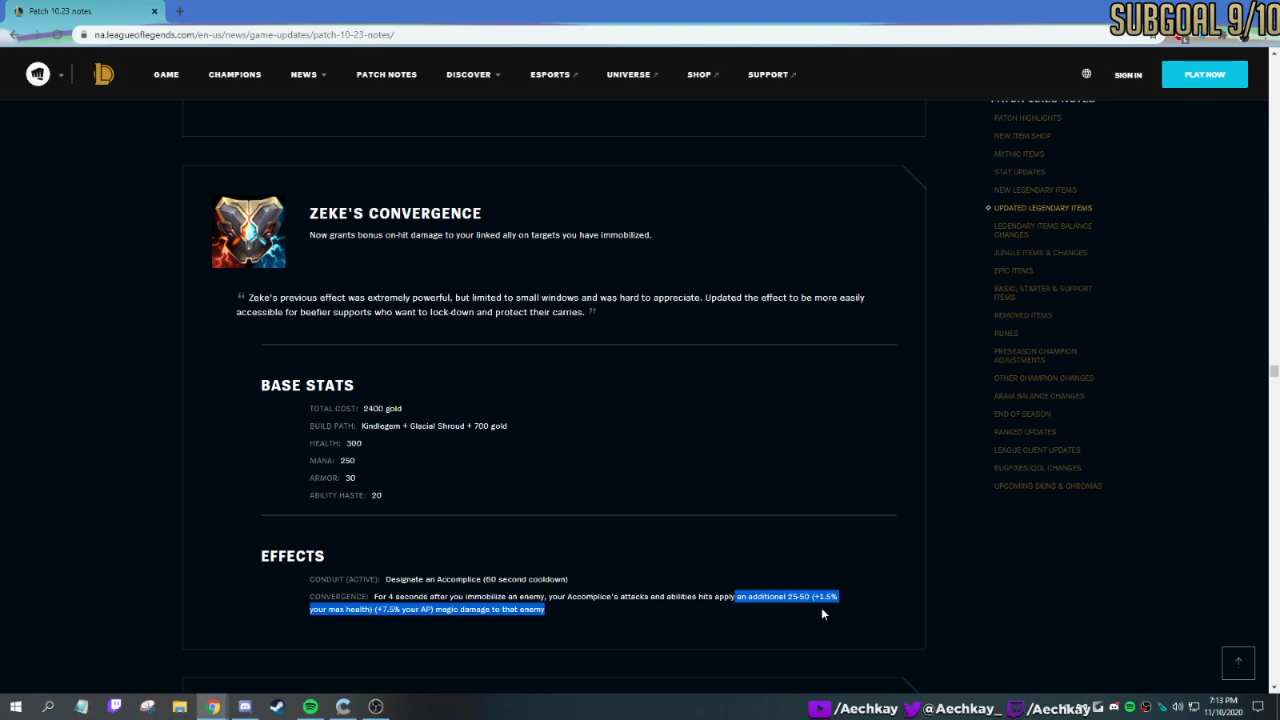 Patch 10.23 notes
SUBGOAL 9/10
na.leagueoflegends.com/en-us/news/game-updates/patch-10-23-notes/
GAME CHAMPIONS NEWS PATCH NOTES DISCOVER ESPORTS UNIVERSE SHOP SUPPORT SIGN IN PLAY NOW
PATCH 10.23 NOTES
PATCH HIGHLIGHTS
NEW ITEM SHOP
MYTHIC ITEMS
STAT UPDATES
NEW LEGENDARY ITEMS
UPDATED LEGENDARY ITEMS
LEGENDARY ITEMS BALANCE
CHANGES
JUNGLE ITEMS & CHANGES
EPIC ITEMS
BASIC, STARTER & SUPPORT
ITEMS
REMOVED ITEMS
RUNES
PRESEASON CHAMPION
ADJUSTMENTS
OTHER CHAMPION CHANGES
ARAM BALANCE CHANGES
END OF SEASON
RANKED UPDATES
LEAGUE CLIENT UPDATES
BUGFIXES/QOL CHANGES
UPCOMING SKINS & CHROMAS
ZEKE'S CONVERGENCE
Now grants bonus on-hit damage to your linked ally on targets you have immobilized.
" Zeke's previous effect was extremely powerful, but limited to small windows and was hard to appreciate. Updated the effect to be more easily
accessible for beefier supports who want to lock-down and protect their carries. "
BASE STATS
TOTAL COST: 2400 gold
BUILD PATH: Kindlegem + Glacial Shroud + 700 gold
HEALTH: 300
MANA: 250
ARMOR: 30
ABILITY HASTE: 20
EFFECTS
CONDUIT (ACTIVE): Designate an Accomplice (60 second cooldown)
CONVERGENCE: For 4 seconds after you immobilize an enemy, your Accomplice's attacks and abilities hits apply an additional 25-50 (+1.5%
your max health) (+7.5% your AP) magic damage to that enemy
/Aechkay @Aechkay_ /Aechkay
7:13 PM
11/10/2020